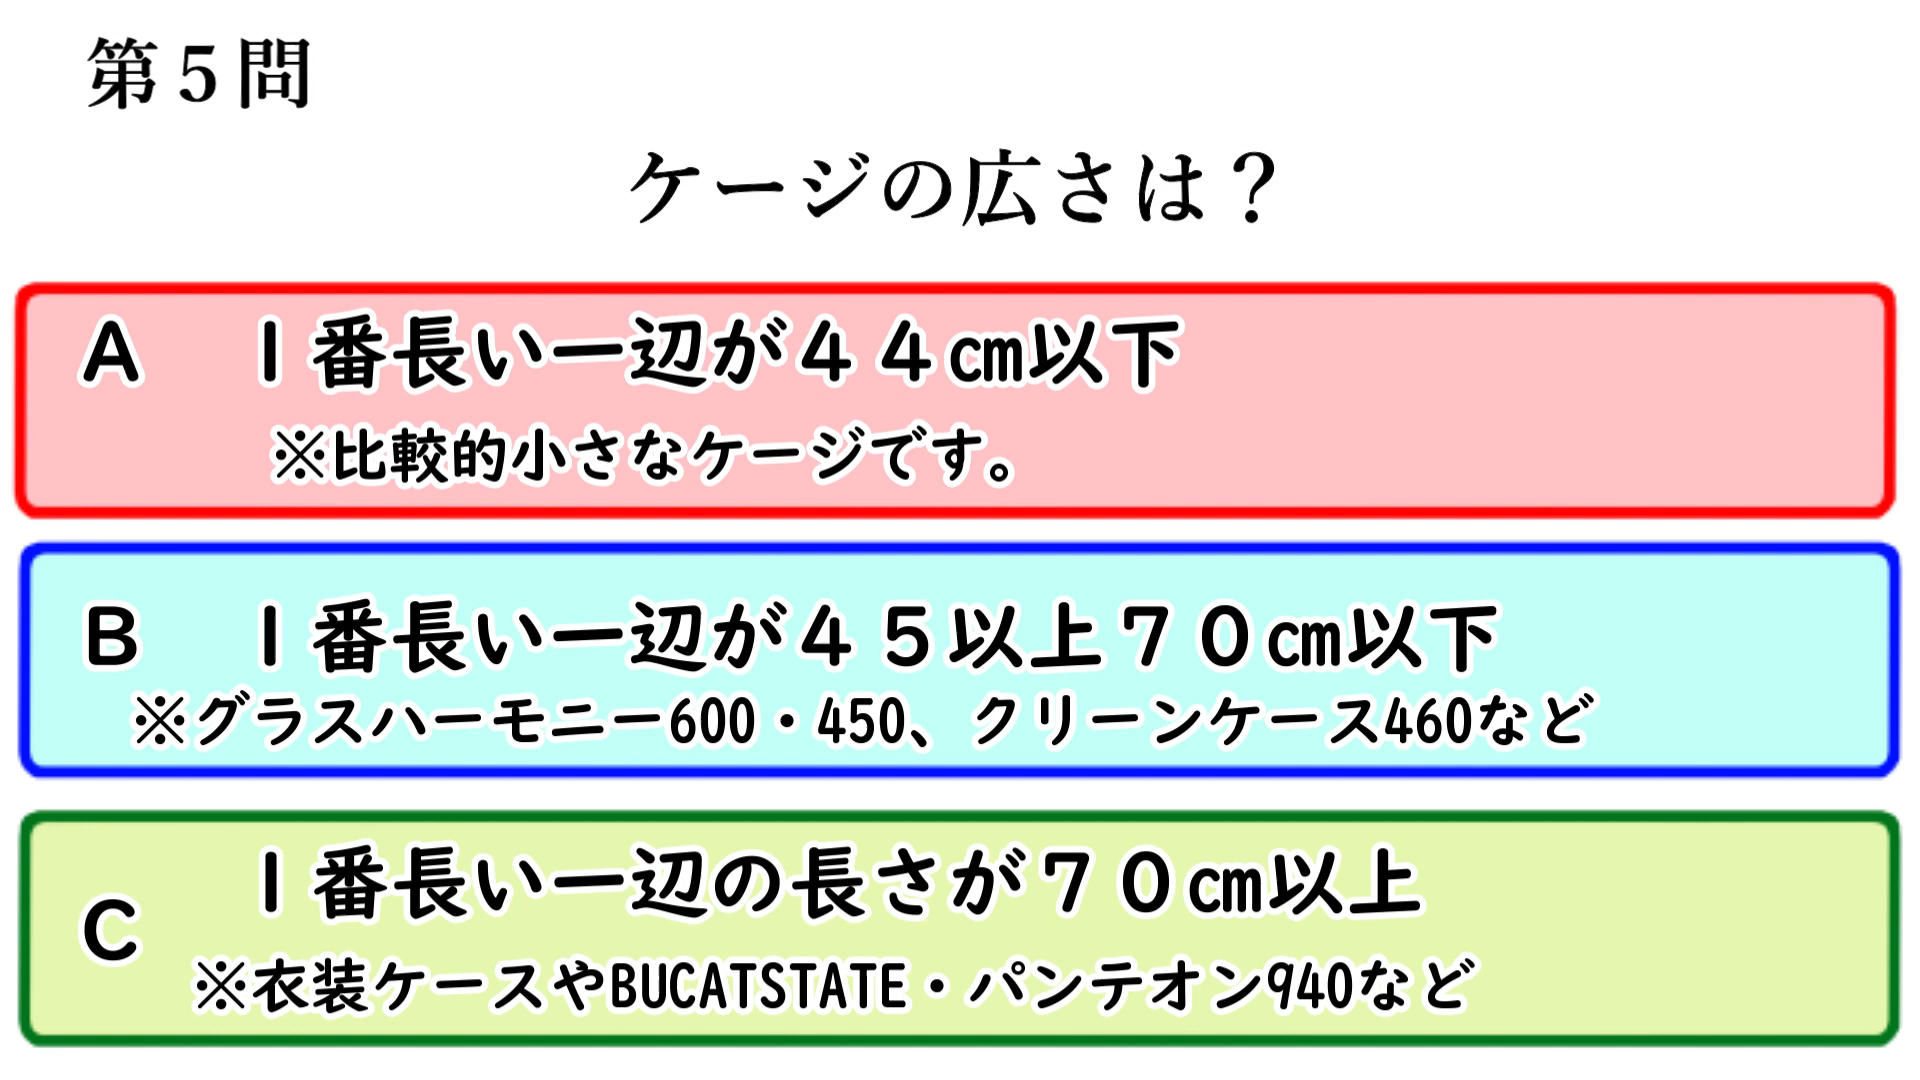 第５問
ケージの広さは？
A　１番長い一辺が４４㎝以下
※比較的小さなケージです。
B　１番長い一辺が４５以上７０㎝以下
※グラスハーモニー600・450、クリーンケース460など
１番長い一辺の長さが７０㎝以上
C
※衣装ケースやBUCATSTATE・パンテオン940など